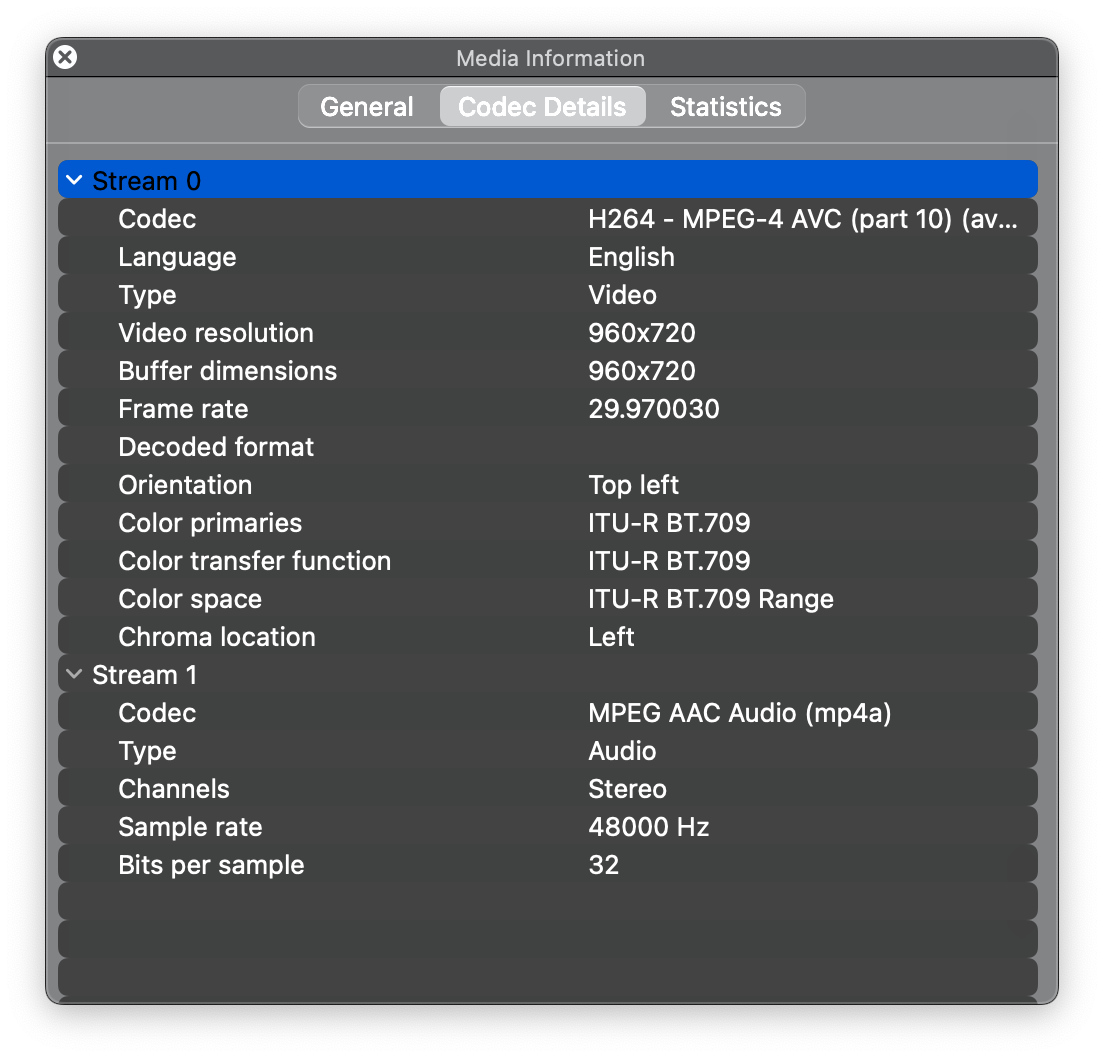 Media Information
General Codec Details Statistics
Stream 0
Codec H264 - MPEG-4 AVC (part 10) (av...
Language English
Type Video
Video resolution 960x720
Buffer dimensions 960x720
Frame rate 29.970030
Decoded format
Orientation Top left
Color primaries ITU-R BT.709
Color transfer function ITU-R BT.709
Color space ITU-R BT.709 Range
Chroma location Left
Stream 1
Codec MPEG AAC Audio (mp4a)
Type Audio
Channels Stereo
Sample rate 48000 Hz
Bits per sample 32